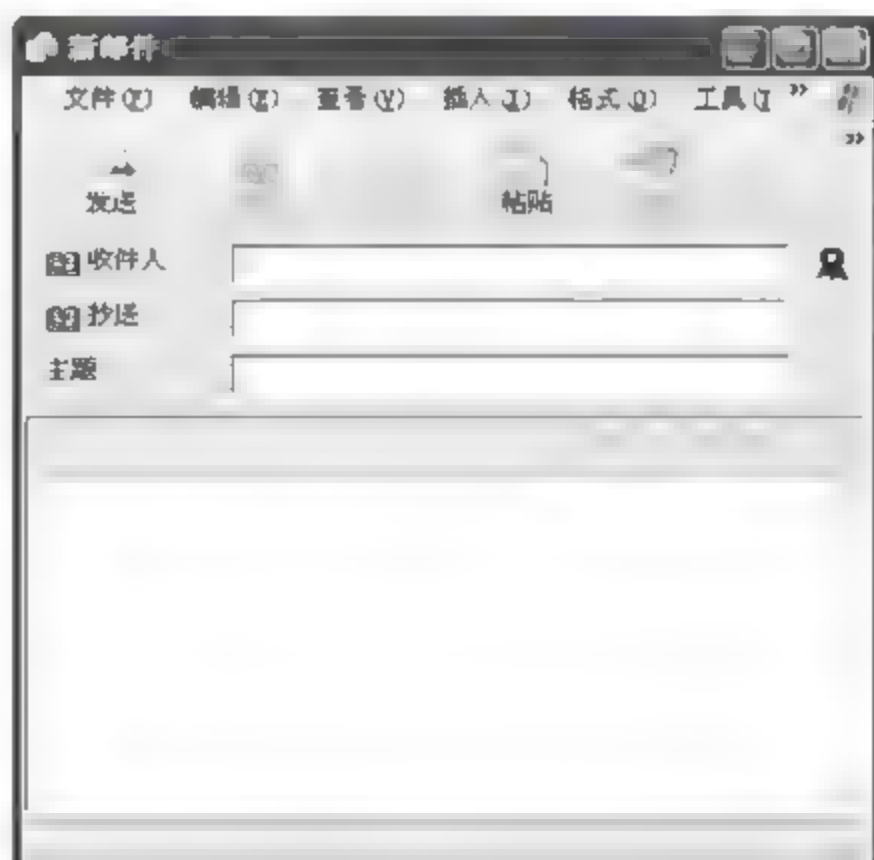 新邮件
文件(F) 编辑(E) 查看(V) 插入(I) 格式(O) 工具(T »
»
发送 粘贴
收件人
抄送
主题